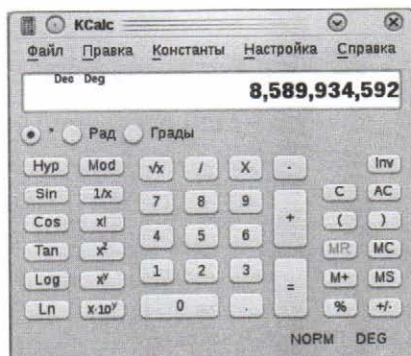 KCalc
Файл Правка Константы Настройка Справка
Dec Deg
8,589,934,592
° Рад Грады
Hyp Mod √x / X - Inv
Sin 1/x 7 8 9 + C AC
Cos x! 4 5 6 ( )
Tan x² 1 2 3 = MR MC
Log xʸ M+ MS
Ln x·10ʸ 0 . % +/-
NORM DEG